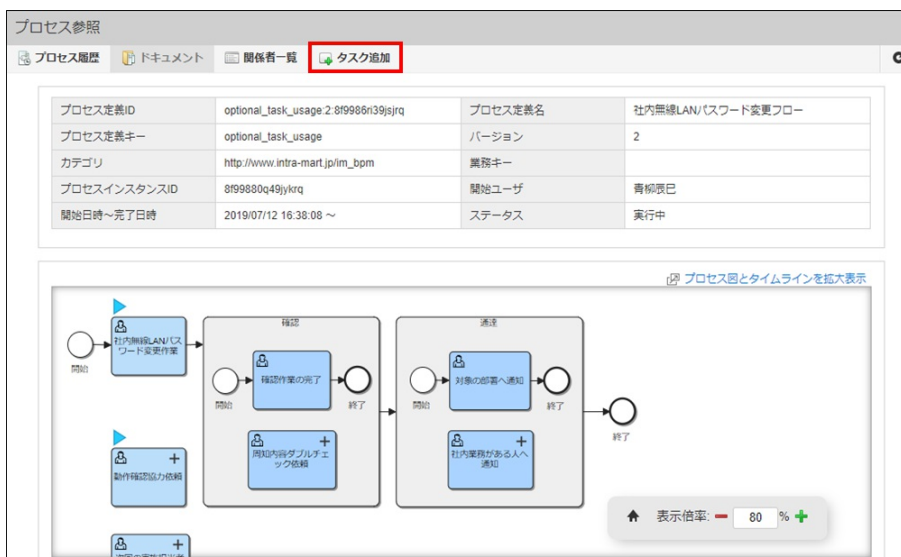 プロセス参照
プロセス履歴 ドキュメント 関係者一覧 タスク追加
プロセス定義ID optional_task_usage:2:8f9986ri39jsjrq プロセス定義名 社内無線LANパスワード変更フロー
プロセス定義キー optional_task_usage バージョン 2
カテゴリ http://www.intra-mart.jp/im_bpm 業務キー
プロセスインスタンスID 8f99880q49jykrq 開始ユーザ 青柳辰巳
開始日時～完了日時 2019/07/12 16:38:08 ～ ステータス 実行中
プロセス図とタイムラインを拡大表示
開始
社内無線LANパス
ワード変更作業
確認
開始
確認作業の完了
終了
周知内容ダブルチェ
ック依頼
通達
開始
対象の部署へ通知
終了
社内業務がある人へ
通知
終了
動作確認協力依頼
表示倍率: 80 %